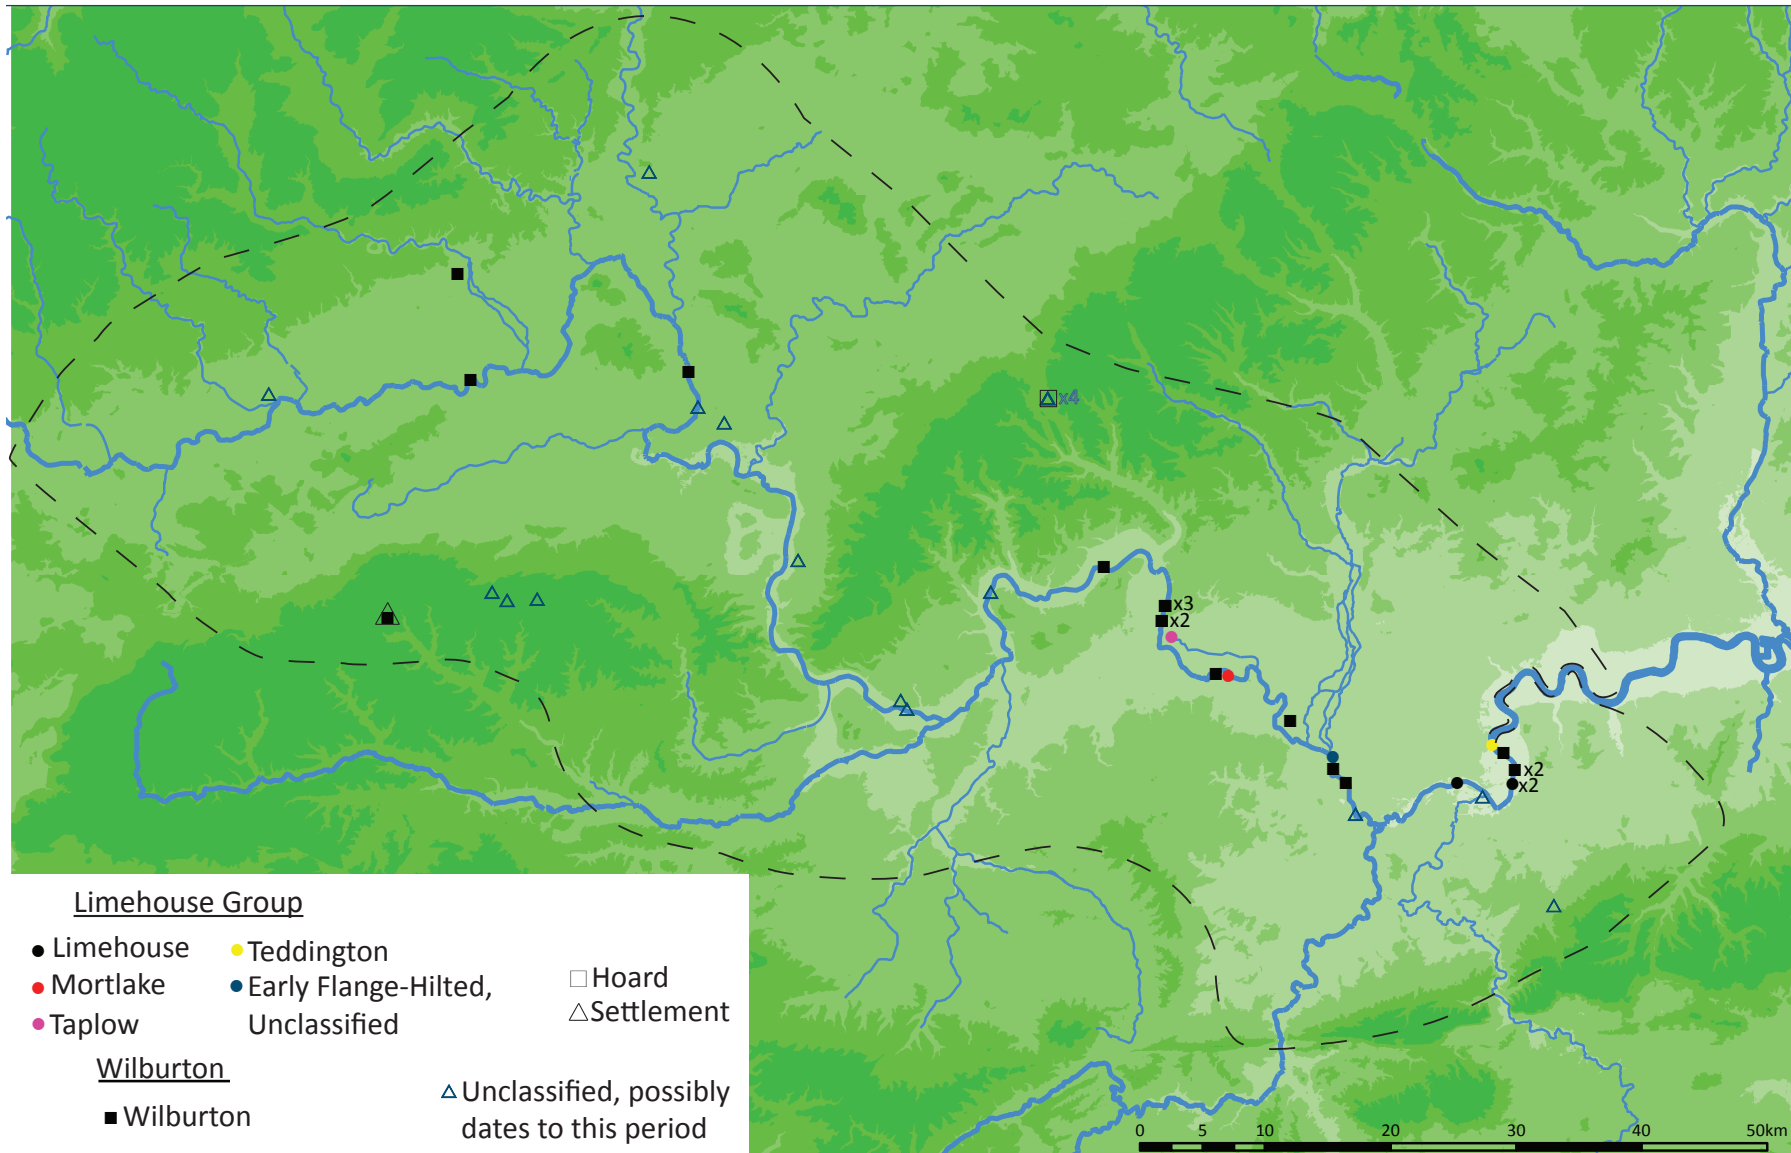 x4
x3
x2
x2
x2
Limehouse Group
Limehouse
Teddington
Mortlake
Early Flange-Hilted,
Unclassified
Hoard
Settlement
Taplow
Wilburton
Wilburton
Unclassified, possibly
dates to this period
0 5 10 20 30 40 50km